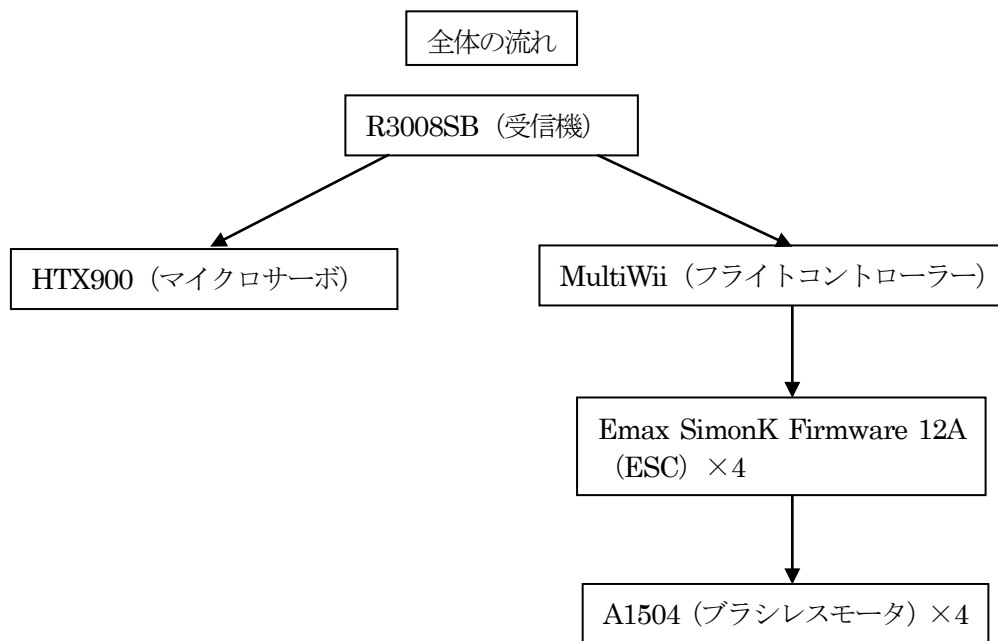 全体の流れ
R3008SB（受信機）
HTX900（マイクロサーボ）
MultiWii（フライトコントローラー）
Emax SimonK Firmware 12A
（ESC）×4
A1504（ブラシレスモータ）×4